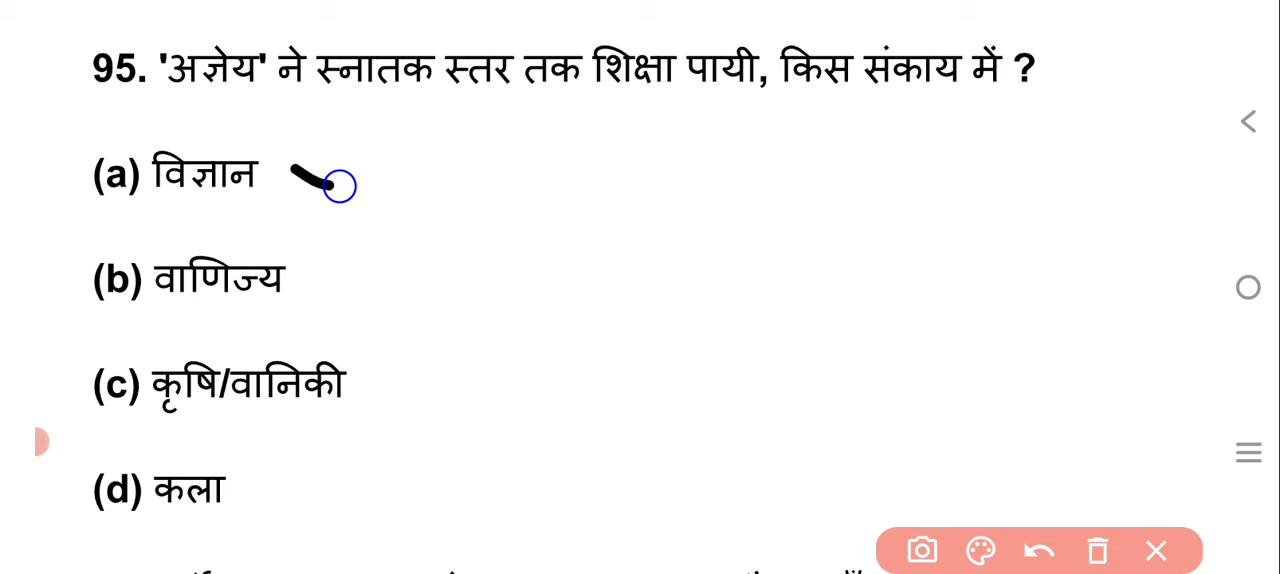 95. 'अज्ञेय' ने स्नातक स्तर तक शिक्षा पायी, किस संकाय में ?
(a) विज्ञान
(b) वाणिज्य
(c) कृषि/वानिकी
(d) कला